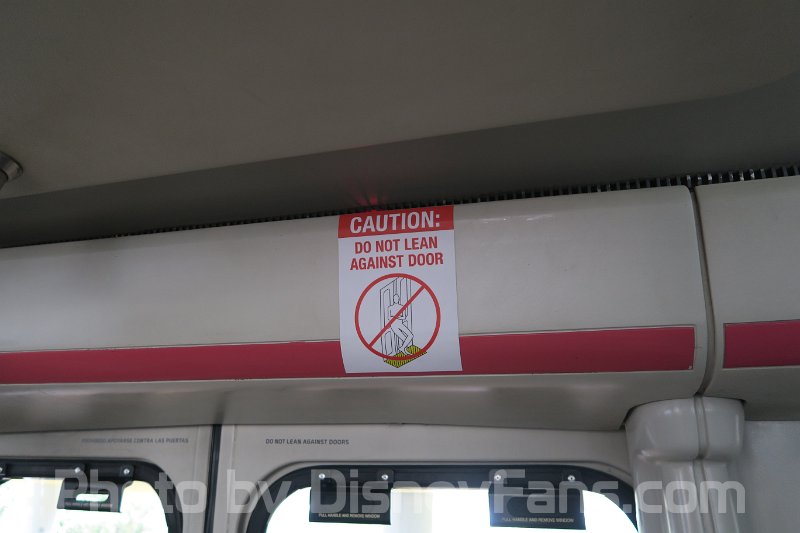 CAUTION:
DO NOT LEAN
AGAINST DOOR
PROHIBIDO APOYARSE CONTRA LAS PUERTAS
DO NOT LEAN AGAINST DOORS
PULL HANDLE AND REMOVE WINDOW
PULL HANDLE AND REMOVE WINDOW
Photo by DisneyFans.com